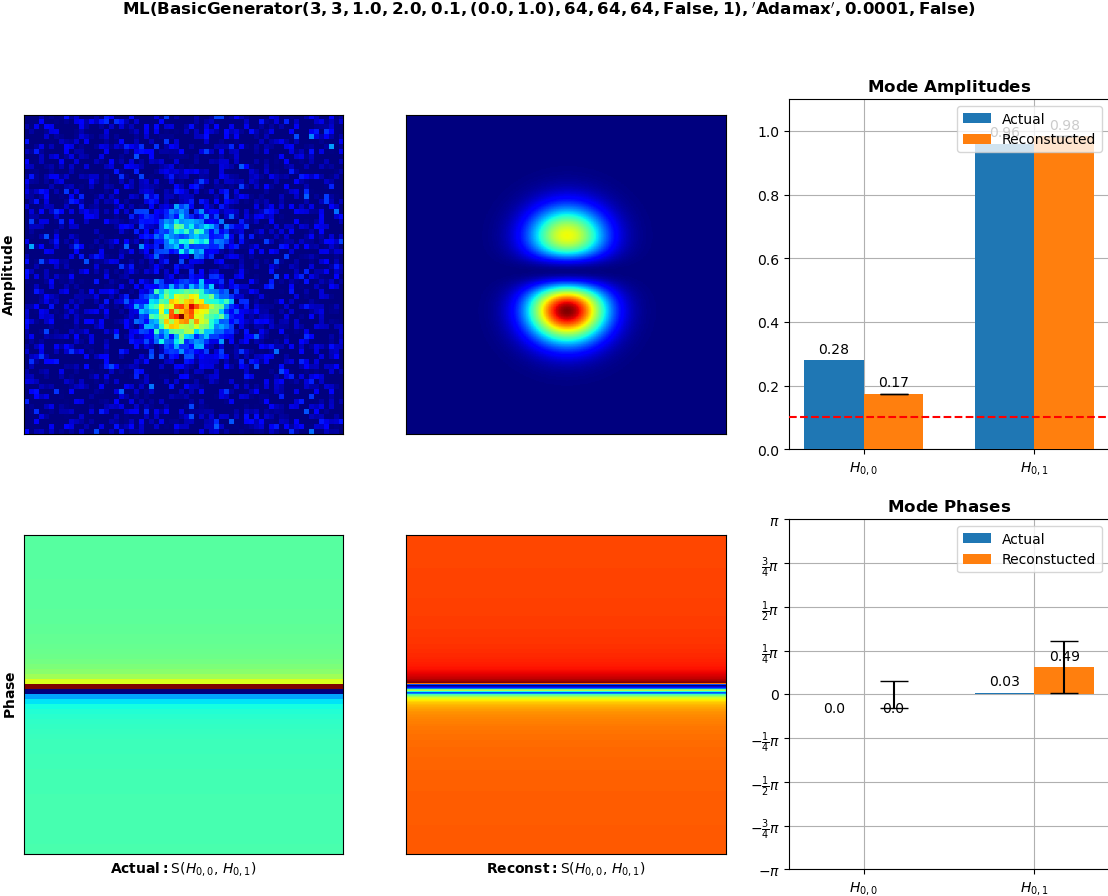 ML(BasicGenerator(3, 3, 1.0, 2.0, 0.1, (0.0, 1.0), 64, 64, 64, False, 1), 'Adamax', 0.0001, False)
Amplitude
Mode Amplitudes
Actual
Reconstucted
1.0
0.8
0.6
0.4
0.2
0.0
0.28
0.17
0.96
0.98
H0,0
H0,1
Phase
Actual: S(H0,0, H0,1)
Reconst: S(H0,0, H0,1)
Mode Phases
Actual
Reconstucted
π
3/4π
1/2π
1/4π
0
−1/4π
−1/2π
−3/4π
−π
0.0
0.0
0.03
0.49
H0,0
H0,1